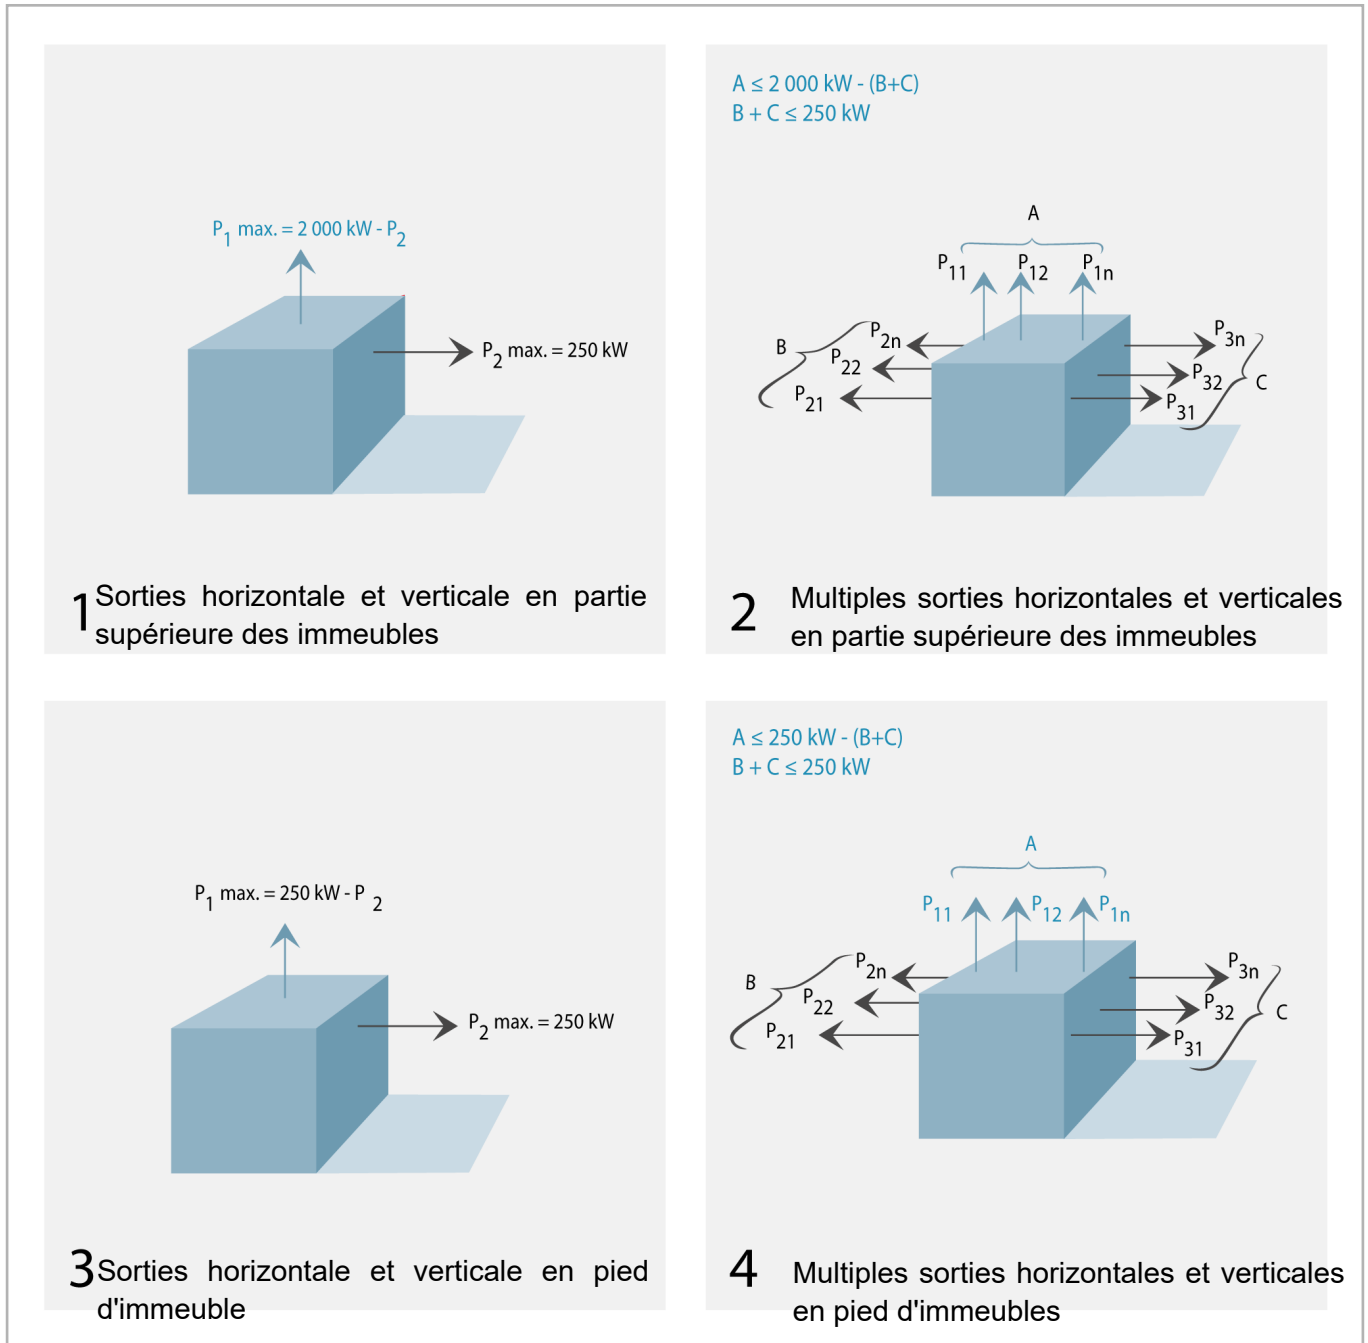 P1 max. = 2 000 kW - P2
P2 max. = 250 kW
1 Sorties horizontale et verticale en partie
supérieure des immeubles
A ≤ 2 000 kW - (B+C)
B + C ≤ 250 kW
A
P11 P12 P1n
B P2n P22 P21
P3n P32 P31 C
2 Multiples sorties horizontales et verticales
en partie supérieure des immeubles
P1 max. = 250 kW - P 2
P2 max. = 250 kW
3 Sorties horizontale et verticale en pied
d'immeuble
A ≤ 250 kW - (B+C)
B + C ≤ 250 kW
A
P11 P12 P1n
B P2n P22 P21
P3n P32 P31 C
4 Multiples sorties horizontales et verticales
en pied d'immeubles